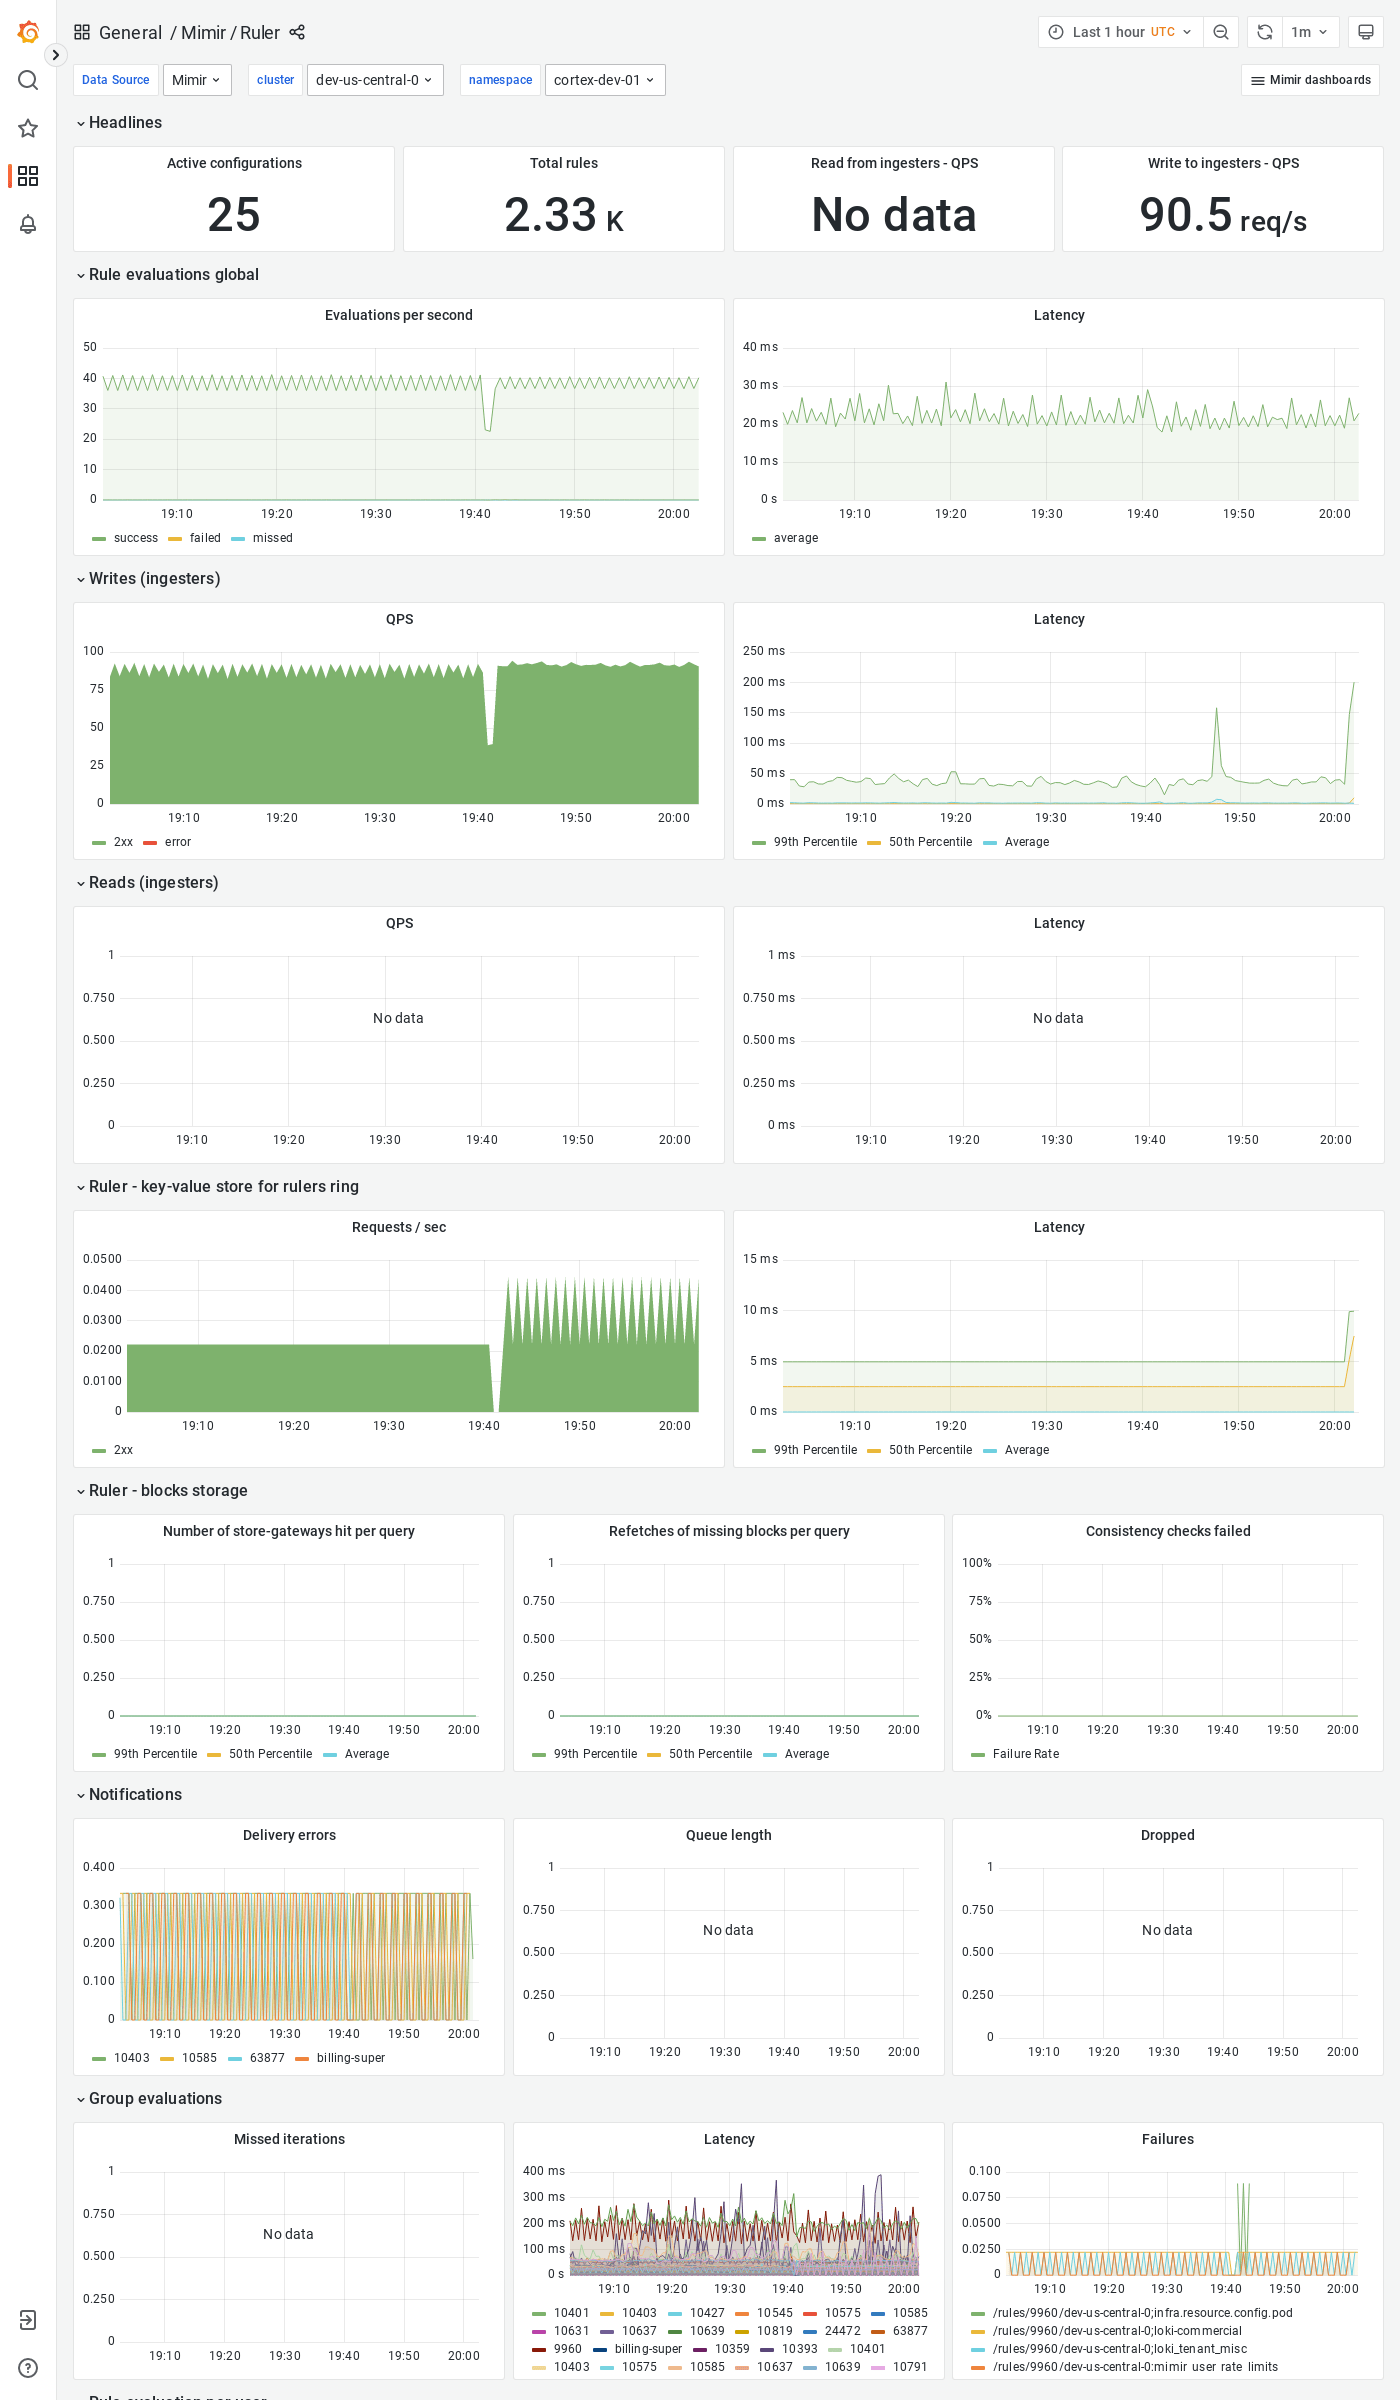 General / Mimir / Ruler
Last 1 hour UTC
1m
Data Source Mimir cluster dev-us-central-0 namespace cortex-dev-01
Mimir dashboards
Headlines
Active configurations
25
Total rules
2.33 K
Read from ingesters - QPS
No data
Write to ingesters - QPS
90.5 req/s
Rule evaluations global
Evaluations per second
50
40
30
20
10
0
19:10 19:20 19:30 19:40 19:50 20:00
success failed missed
Latency
40 ms
30 ms
20 ms
10 ms
0 s
19:10 19:20 19:30 19:40 19:50 20:00
average
Writes (ingesters)
QPS
100
75
50
25
0
19:10 19:20 19:30 19:40 19:50 20:00
2xx error
Latency
250 ms
200 ms
150 ms
100 ms
50 ms
0 ms
19:10 19:20 19:30 19:40 19:50 20:00
99th Percentile 50th Percentile Average
Reads (ingesters)
QPS
1
0.750
0.500
0.250
0
No data
19:10 19:20 19:30 19:40 19:50 20:00
Latency
1 ms
0.750 ms
0.500 ms
0.250 ms
0 ms
No data
19:10 19:20 19:30 19:40 19:50 20:00
Ruler - key-value store for rulers ring
Requests / sec
0.0500
0.0400
0.0300
0.0200
0.0100
0
19:10 19:20 19:30 19:40 19:50 20:00
2xx
Latency
15 ms
10 ms
5 ms
0 ms
19:10 19:20 19:30 19:40 19:50 20:00
99th Percentile 50th Percentile Average
Ruler - blocks storage
Number of store-gateways hit per query
1
0.750
0.500
0.250
0
19:10 19:20 19:30 19:40 19:50 20:00
99th Percentile 50th Percentile Average
Refetches of missing blocks per query
1
0.750
0.500
0.250
0
19:10 19:20 19:30 19:40 19:50 20:00
99th Percentile 50th Percentile Average
Consistency checks failed
100%
75%
50%
25%
0%
19:10 19:20 19:30 19:40 19:50 20:00
Failure Rate
Notifications
Delivery errors
0.400
0.300
0.200
0.100
0
19:10 19:20 19:30 19:40 19:50 20:00
10403 10585 63877 billing-super
Queue length
1
0.750
0.500
0.250
0
No data
19:10 19:20 19:30 19:40 19:50 20:00
Dropped
1
0.750
0.500
0.250
0
No data
19:10 19:20 19:30 19:40 19:50 20:00
Group evaluations
Missed iterations
1
0.750
0.500
0.250
0
No data
19:10 19:20 19:30 19:40 19:50 20:00
Latency
400 ms
300 ms
200 ms
100 ms
0 s
19:10 19:20 19:30 19:40 19:50 20:00
10401 10403 10427 10545 10575 10585
10631 10637 10639 10819 24472 63877
9960 billing-super 10359 10393 10401
10403 10575 10585 10637 10639 10791
Failures
0.100
0.0750
0.0500
0.0250
0
19:10 19:20 19:30 19:40 19:50 20:00
/rules/9960/dev-us-central-0;infra.resource.config.pod
/rules/9960/dev-us-central-0;loki-commercial
/rules/9960/dev-us-central-0;loki_tenant_misc
/rules/9960/dev-us-central-0;mimir_user_rate_limits